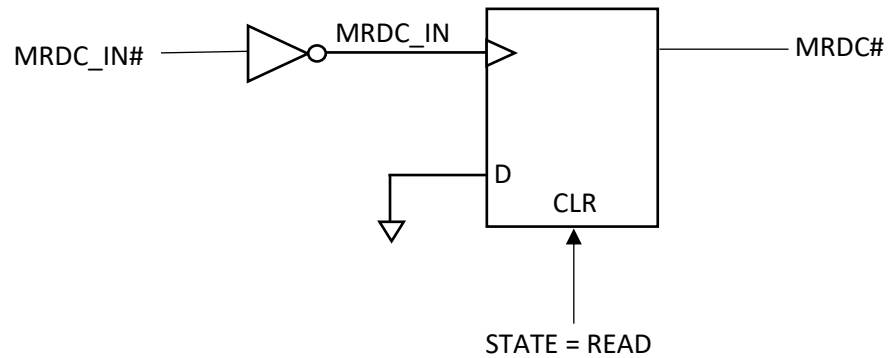 MRDC_IN#
MRDC_IN
MRDC#
D
CLR
STATE = READ